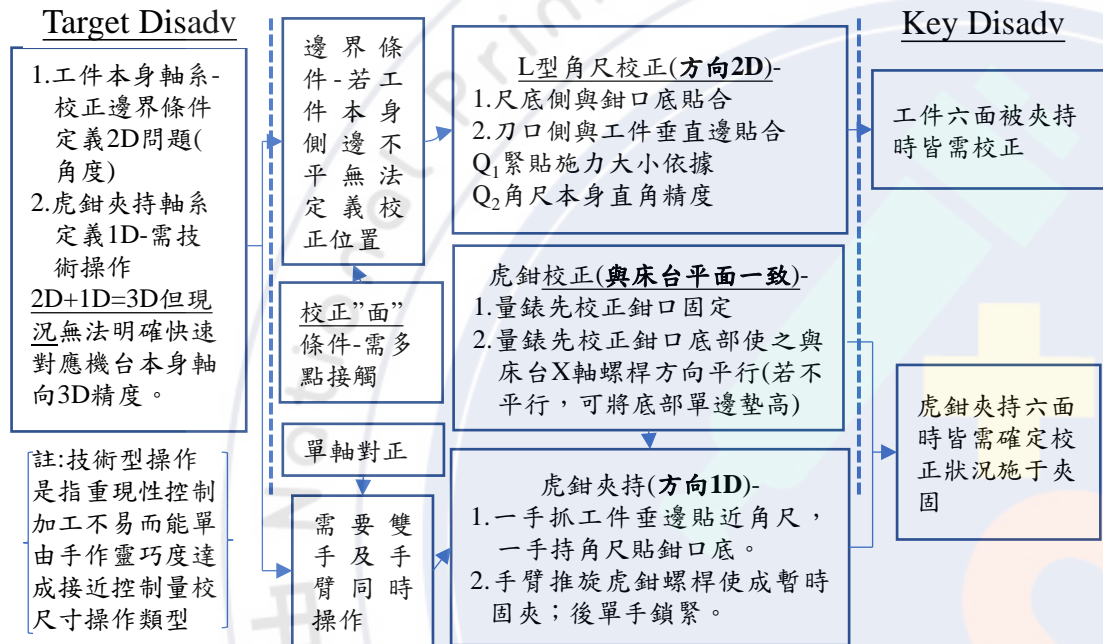 Target Disadv
1.工件本身軸系-
校正邊界條件
定義2D問題(
角度)
2.虎鉗夾持軸系
定義1D-需技
術操作
2D+1D=3D但現
況無法明確快速
對應機台本身軸
向3D精度。
註:技術型操作
是指重現性控制
加工不易而能單
由手作靈巧度達
成接近控制量校
尺寸操作類型
邊界條
件-若工
件本身
側邊不
平無法
定義校
正位置
校正”面”
條件-需多
點接觸
單軸對正
需要雙
手及手
臂同時
操作
L型角尺校正(方向2D)-
1.尺底側與鉗口底貼合
2.刀口側與工件垂直邊貼合
Q1緊貼施力大小依據
Q2角尺本身直角精度
虎鉗校正(與床台平面一致)-
1.量錶先校正鉗口固定
2.量錶先校正鉗口底部使之與
床台X軸螺桿方向平行(若不
平行，可將底部單邊墊高)
虎鉗夾持(方向1D)-
1.一手抓工件垂邊貼近角尺，
一手持角尺貼鉗口底。
2.手臂推旋虎鉗螺桿使成暫時
固夾；後單手鎖緊。
Key Disadv
工件六面被夾持
時皆需校正
虎鉗夾持六面
時皆需確定校
正狀況施于夾
固